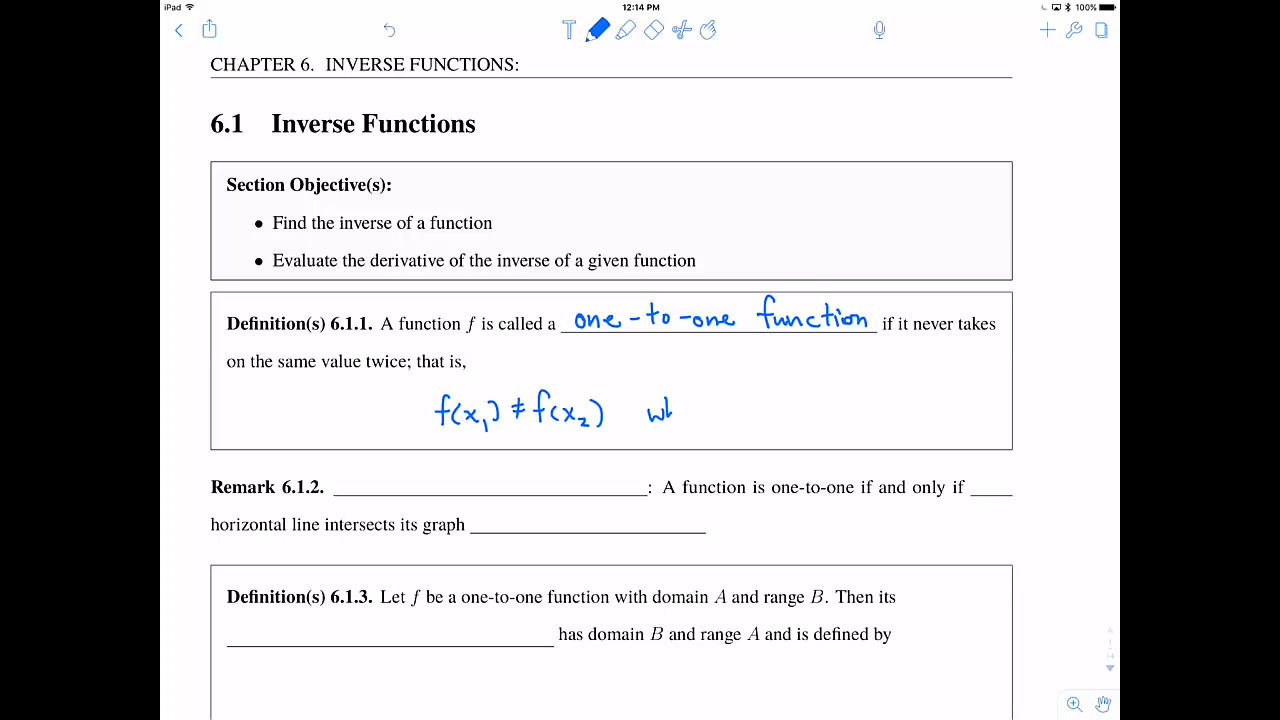 iPad 12:14 PM 100%
T
CHAPTER 6. INVERSE FUNCTIONS:
6.1 Inverse Functions
Section Objective(s):
• Find the inverse of a function
• Evaluate the derivative of the inverse of a given function
Definition(s) 6.1.1. A function f is called a one-to-one function if it never takes
on the same value twice; that is,
f(x₁) ≠ f(x₂) wh
Remark 6.1.2. ____: A function is one-to-one if and only if ____
horizontal line intersects its graph ____
Definition(s) 6.1.3. Let f be a one-to-one function with domain A and range B. Then its
____ has domain B and range A and is defined by